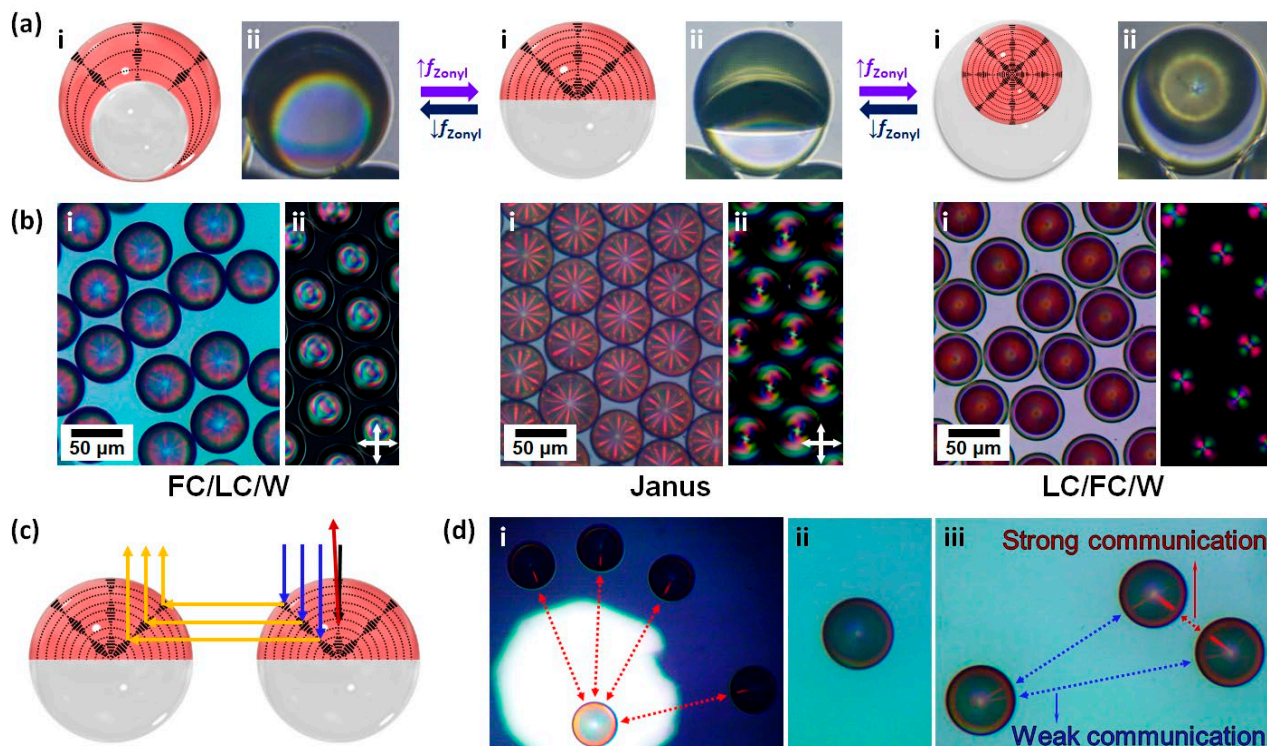 (a)
i
ii
↑fZonyl
↓fZonyl
i
ii
↑fZonyl
↓fZonyl
i
ii
(b)
i
ii
50 µm
FC/LC/W
i
ii
50 µm
Janus
i
50 µm
LC/FC/W
(c)
(d)
i
ii
iii
Strong communication
Weak communication